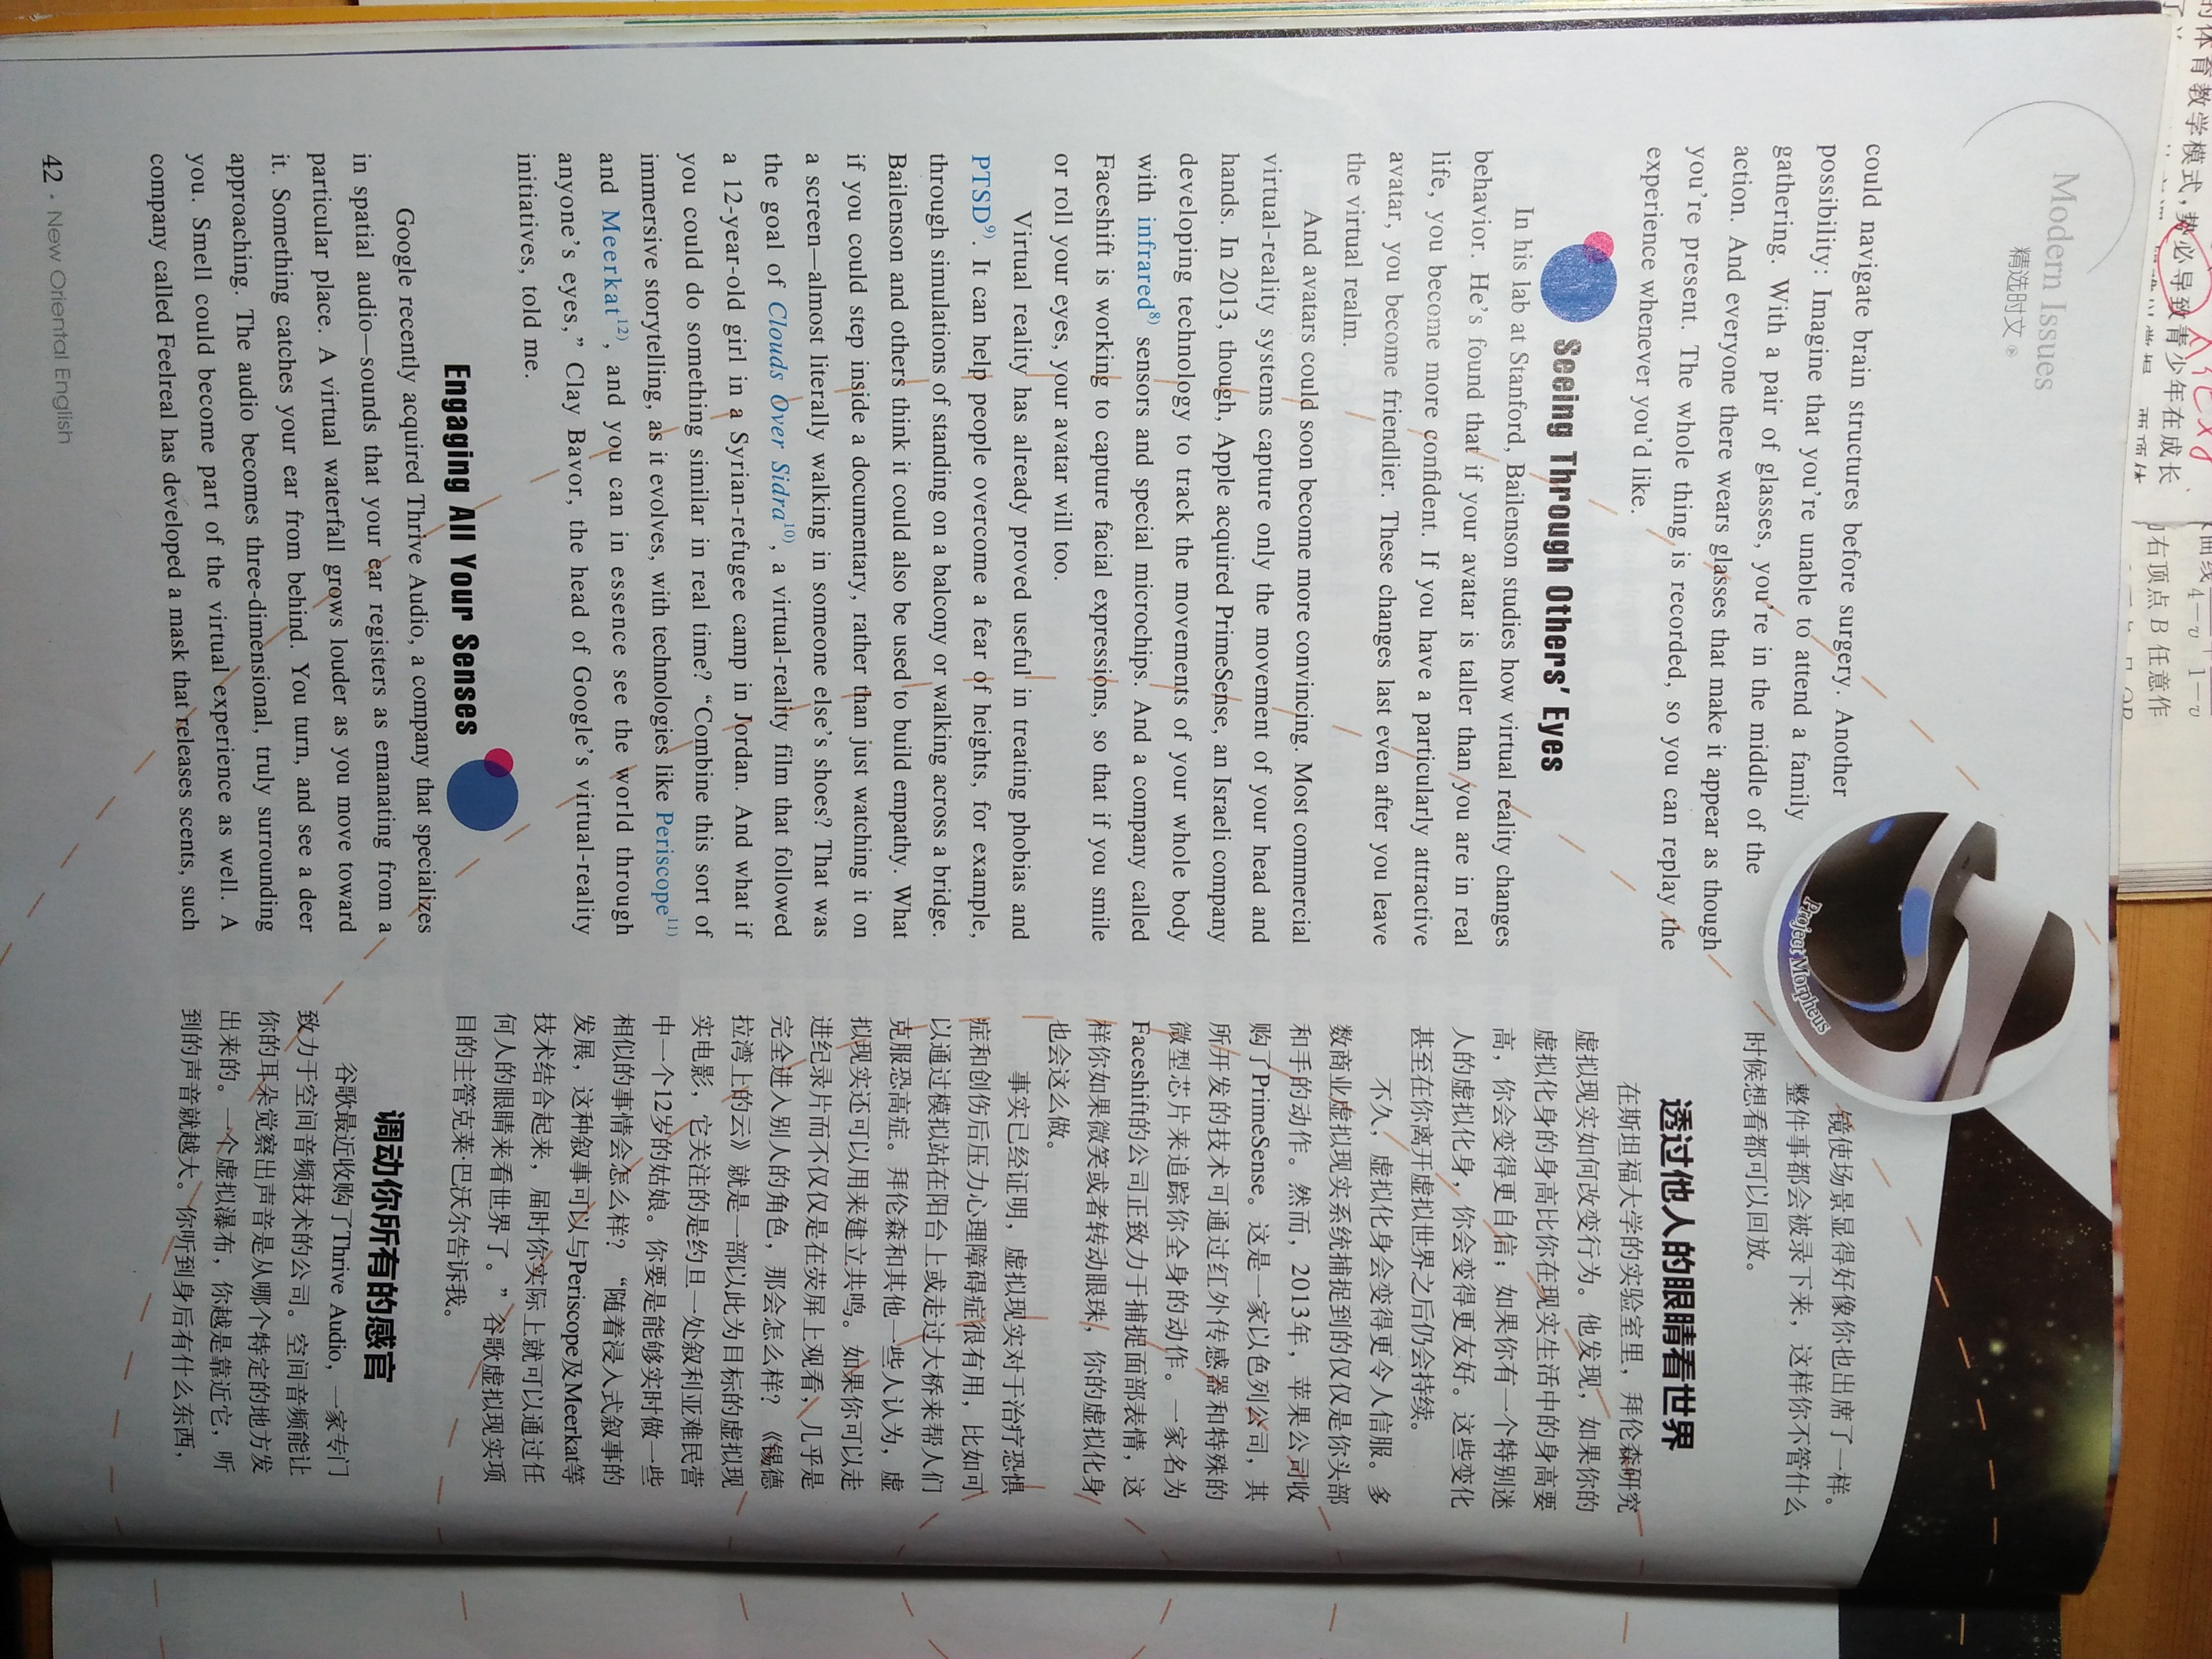 Modern Issues
精选时文
could navigate brain structures before surgery. Another
possibility: Imagine that you're unable to attend a family
gathering. With a pair of glasses, you're in the middle of the
action. And everyone there wears glasses that make it appear as though
you're present. The whole thing is recorded, so you can replay the
experience whenever you'd like.
Seeing Through Others' Eyes
In his lab at Stanford, Bailenson studies how virtual reality changes
behavior. He's found that if your avatar is taller than you are in real
life, you become more confident. If you have a particularly attractive
avatar, you become friendlier. These changes last even after you leave
the virtual realm.
And avatars could soon become more convincing. Most commercial
virtual-reality systems capture only the movement of your head and
hands. In 2013, though, Apple acquired PrimeSense, an Israeli company
developing technology to track the movements of your whole body
with infrared8) sensors and special microchips. And a company called
Faceshift is working to capture facial expressions, so that if you smile
or roll your eyes, your avatar will too.
Virtual reality has already proved useful in treating phobias and
PTSD9). It can help people overcome a fear of heights, for example,
through simulations of standing on a balcony or walking across a bridge.
Bailenson and others think it could also be used to build empathy. What
if you could step inside a documentary, rather than just watching it on
a screen—almost literally walking in someone else's shoes? That was
the goal of Clouds Over Sidra10), a virtual-reality film that followed
a 12-year-old girl in a Syrian-refugee camp in Jordan. And what if
you could do something similar in real time? “Combine this sort of
immersive storytelling, as it evolves, with technologies like Periscope11)
and Meerkat12), and you can in essence see the world through
anyone's eyes,” Clay Bavor, the head of Google's virtual-reality
initiatives, told me.
Engaging All Your Senses
Google recently acquired Thrive Audio, a company that specializes
in spatial audio—sounds that your ear registers as emanating from a
particular place. A virtual waterfall grows louder as you move toward
it. Something catches your ear from behind. You turn, and see a deer
approaching. The audio becomes three-dimensional, truly surrounding
you. Smell could become part of the virtual experience as well. A
company called Feelreal has developed a mask that releases scents, such
42 · New Oriental English
Project Morpheus
镜使场景显得好像你也出席了一样。
整件事都会被录下来，这样你不管什么
时候想看都可以回放。
透过他人的眼睛看世界
在斯坦福大学的实验室里，拜伦森研究
虚拟现实如何改变行为。他发现，如果你的
虚拟化身的身高比你在现实生活中的身高要
高，你会变得更自信；如果你有一个特别迷
人的虚拟化身，你会变得更友好。这些变化
甚至在你离开虚拟世界之后仍会持续。
不久，虚拟化身会变得更令人信服。多
数商业虚拟现实系统捕捉到的仅仅是你头部
和手的动作。然而，2013年，苹果公司收
购了PrimeSense。这是一家以色列公司，其
所开发的技术可通过红外传感器和特殊的
微型芯片来追踪你全身的动作。一家名为
Faceshift的公司正致力于捕捉面部表情，这
样你如果微笑或者转动眼珠，你的虚拟化身
也会这么做。
事实已经证明，虚拟现实对于治疗恐惧
症和创伤后压力心理障碍症很有用，比如可
以通过模拟站在阳台上或走过大桥来帮人们
克服恐高症。拜伦森和其他一些人认为，虚
拟现实还可以用来建立共鸣。如果你可以走
进纪录片而不仅仅是在荧屏上观看，几乎是
完全进入别人的角色，那会怎么样？《锡德
拉湾上的云》就是一部以此为目标的虚拟现
实电影，它关注的是约旦一处叙利亚难民营
中一个12岁的姑娘。你要是能够实时做一些
相似的事情会怎么样？“随着浸入式叙事的
发展，这种叙事可以与Periscope及Meerkat等
技术结合起来，届时你实际上就可以通过任
何人的眼睛来看世界了。”谷歌虚拟现实项
目的主管克莱·巴沃尔告诉我。
调动你所有的感官
谷歌最近收购了Thrive Audio，一家专门
致力于空间音频技术的公司。空间音频能让
你的耳朵觉察出声音是从哪个特定的地方发
出来的。一个虚拟瀑布，你越是靠近它，听
到的声音就越大。你听到身后有什么东西，
的体育教学模式，势必导致青少年在成长
右顶点 B 任意作